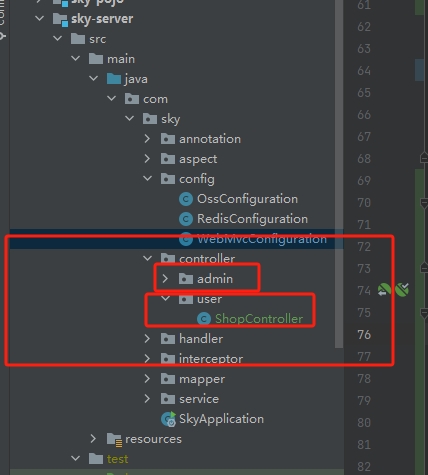 sky-pojo
sky-server
src
main
java
com
sky
annotation
aspect
config
OssConfiguration
RedisConfiguration
WebMvcConfiguration
controller
admin
user
ShopController
handler
interceptor
mapper
service
SkyApplication
resources
test
61
62
63
64
65
66
67
68
69
70
71
72
73
74
75
76
77
78
79
80
81
82